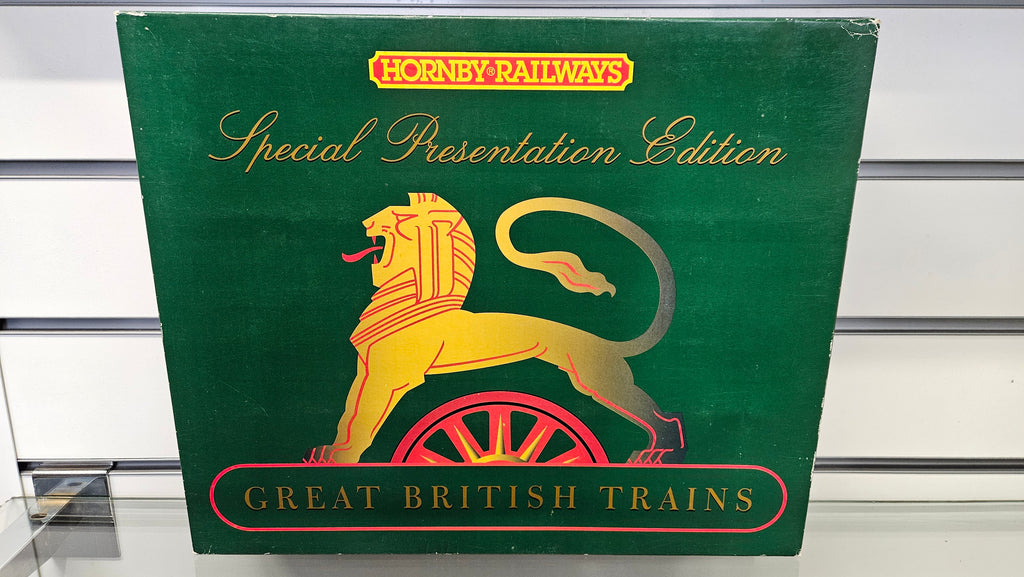 HORNBY® RAILWAYS
Special Presentation Edition
GREAT BRITISH TRAINS